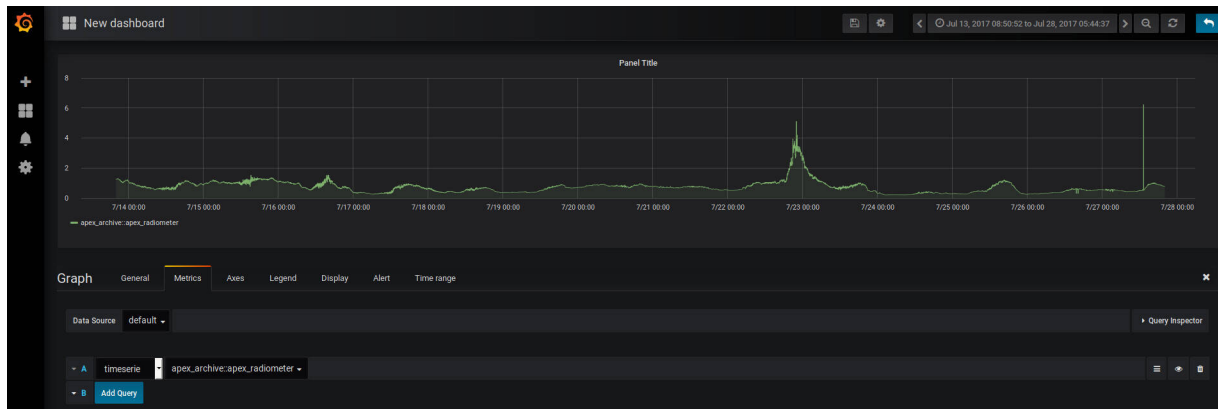 New dashboard
Jul 13, 2017 08:50:52 to Jul 28, 2017 05:44:37
Panel Title
8
6
4
2
0
7/14 00:00 7/15 00:00 7/16 00:00 7/17 00:00 7/18 00:00 7/19 00:00 7/20 00:00 7/21 00:00 7/22 00:00 7/23 00:00 7/24 00:00 7/25 00:00 7/26 00:00 7/27 00:00 7/28 00:00
apex_archive::apex_radiometer
Graph General Metrics Axes Legend Display Alert Time range
Data Source default Query Inspector
A timeserie apex_archive::apex_radiometer
B Add Query